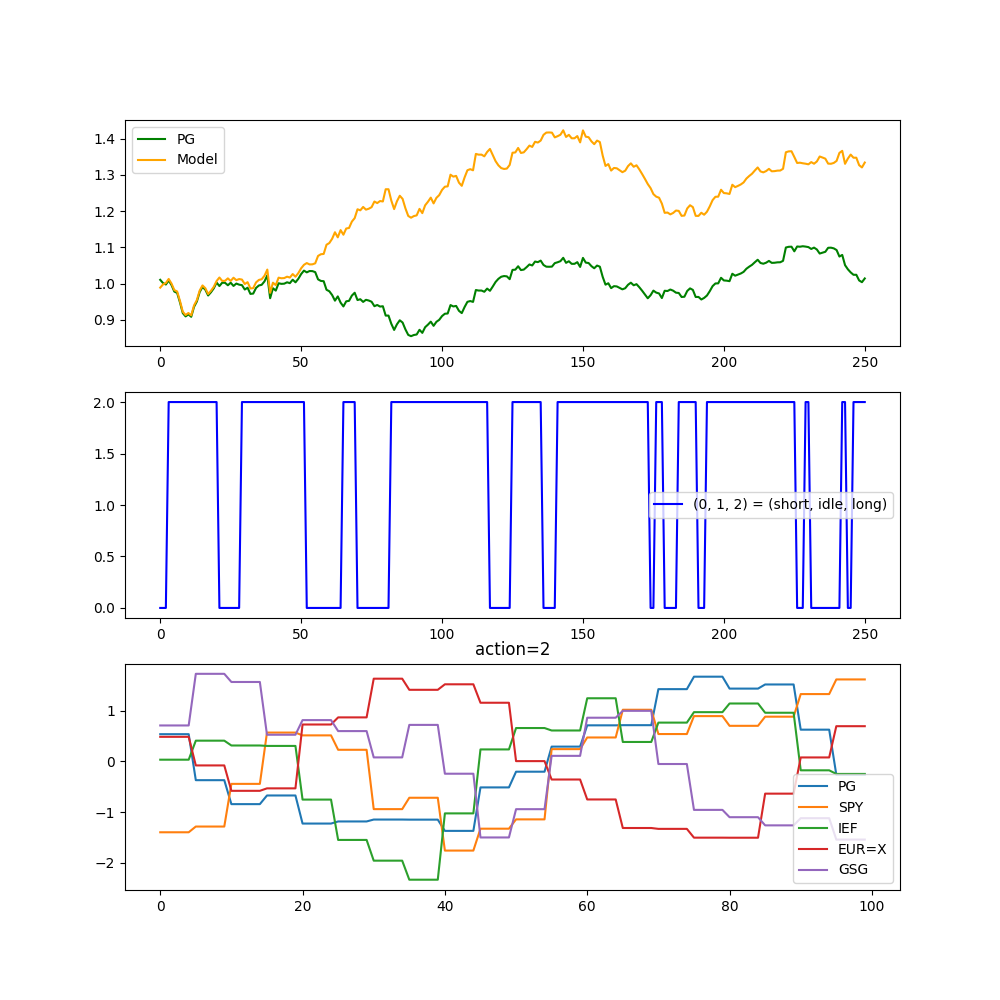 1.4
1.3
1.2
1.1
1.0
0.9
PG
Model
0 50 100 150 200 250
2.0
1.5
1.0
0.5
0.0
(0, 1, 2) = (short, idle, long)
0 50 100 150 200 250
action=2
1
0
−1
−2
PG
SPY
IEF
EUR=X
GSG
0 20 40 60 80 100